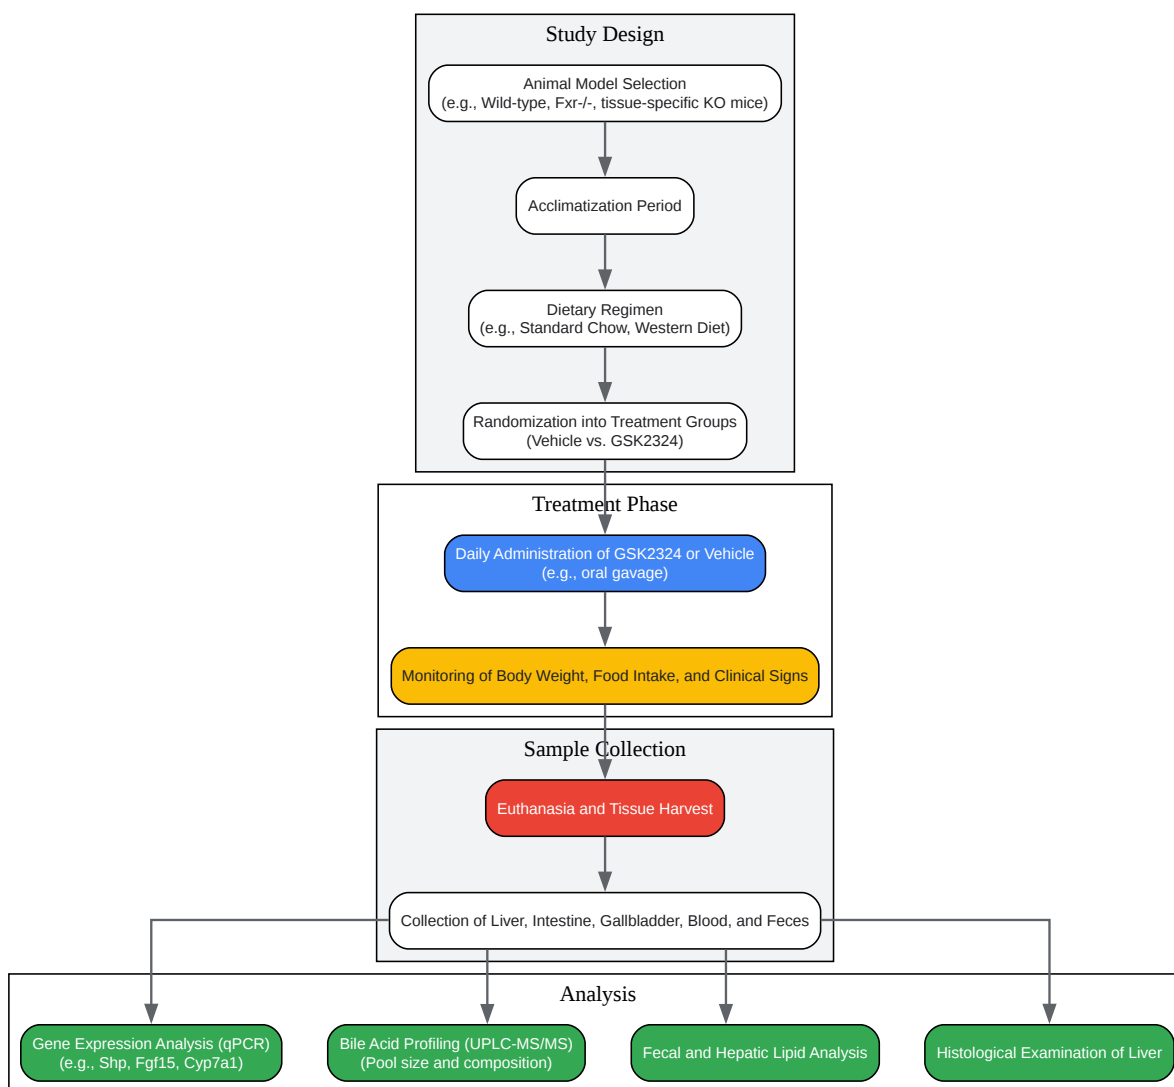 Study Design
Animal Model Selection
(e.g., Wild-type, Fxr-/-, tissue-specific KO mice)
Acclimatization Period
Dietary Regimen
(e.g., Standard Chow, Western Diet)
Randomization into Treatment Groups
(Vehicle vs. GSK2324)
Treatment Phase
Daily Administration of GSK2324 or Vehicle
(e.g., oral gavage)
Monitoring of Body Weight, Food Intake, and Clinical Signs
Sample Collection
Euthanasia and Tissue Harvest
Collection of Liver, Intestine, Gallbladder, Blood, and Feces
Analysis
Gene Expression Analysis (qPCR)
(e.g., Shp, Fgf15, Cyp7a1)
Bile Acid Profiling (UPLC-MS/MS)
(Pool size and composition)
Fecal and Hepatic Lipid Analysis
Histological Examination of Liver